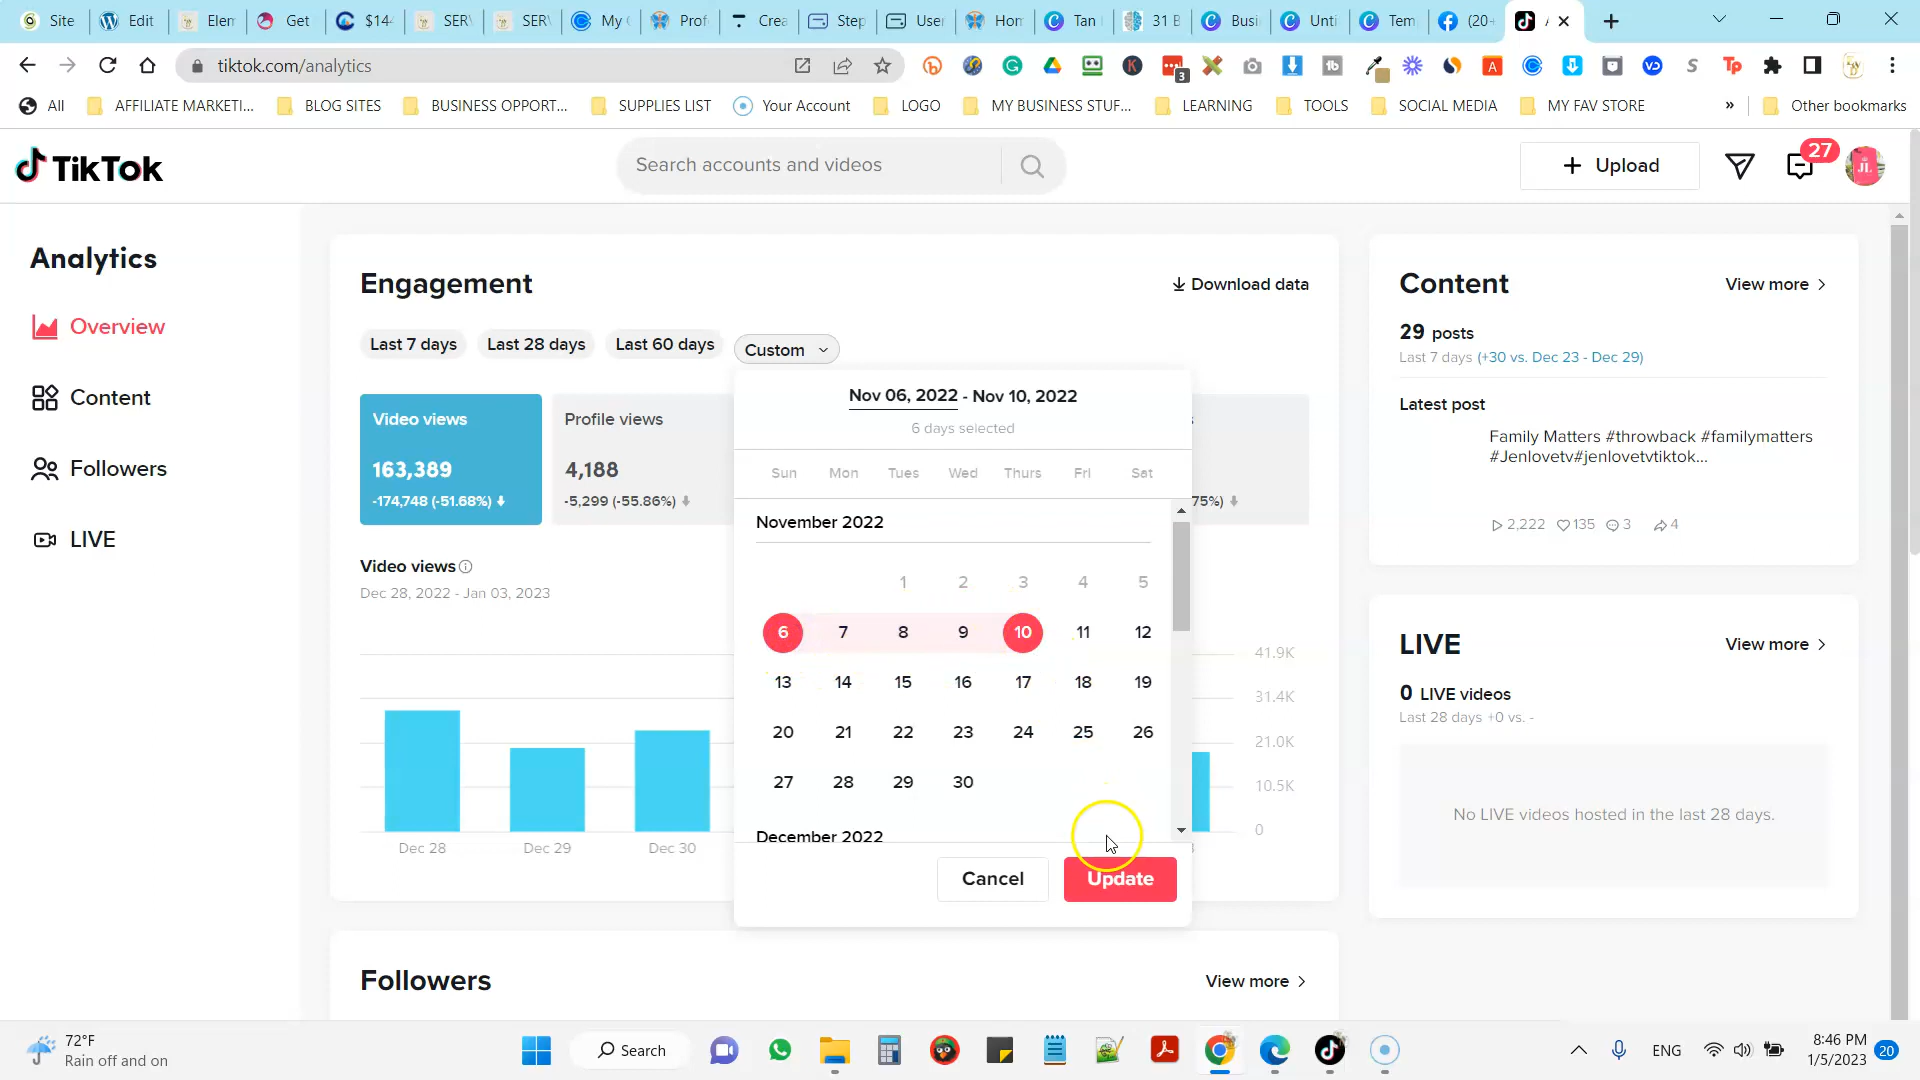 Site
Edit
Elem
Get
$144
SERV
SERV
My C
Prof
Crea
Step
User
Hom
Tan
31 B
Busi
Unti
Tem
(20+
tiktok.com/analytics
3
All
AFFILIATE MARKETI...
BLOG SITES
BUSINESS OPPORT...
SUPPLIES LIST
Your Account
LOGO
MY BUSINESS STUF...
LEARNING
TOOLS
SOCIAL MEDIA
MY FAV STORE
»
Other bookmarks
TikTok
Search accounts and videos
+ Upload
27
JL
Analytics
Overview
Content
Followers
LIVE
Engagement
Download data
Last 7 days
Last 28 days
Last 60 days
Custom
Video views
163,389
-174,748 (-51.68%)
Profile views
4,188
-5,299 (-55.86%)
75%)
Video views
Dec 28, 2022 - Jan 03, 2023
41.9K
31.4K
21.0K
10.5K
0
Dec 28
Dec 29
Dec 30
Nov 06, 2022 - Nov 10, 2022
6 days selected
Sun Mon Tues Wed Thurs Fri Sat
November 2022
1 2 3 4 5
6 7 8 9 10 11 12
13 14 15 16 17 18 19
20 21 22 23 24 25 26
27 28 29 30
December 2022
Cancel
Update
Followers
View more
Content
View more
29 posts
Last 7 days (+30 vs. Dec 23 - Dec 29)
Latest post
Family Matters #throwback #familymatters
#Jenlovetv#jenlovetvtiktok...
2,222 135 3 4
LIVE
View more
0 LIVE videos
Last 28 days +0 vs. -
No LIVE videos hosted in the last 28 days.
72°F
Rain off and on
Search
ENG
8:46 PM
1/5/2023
20